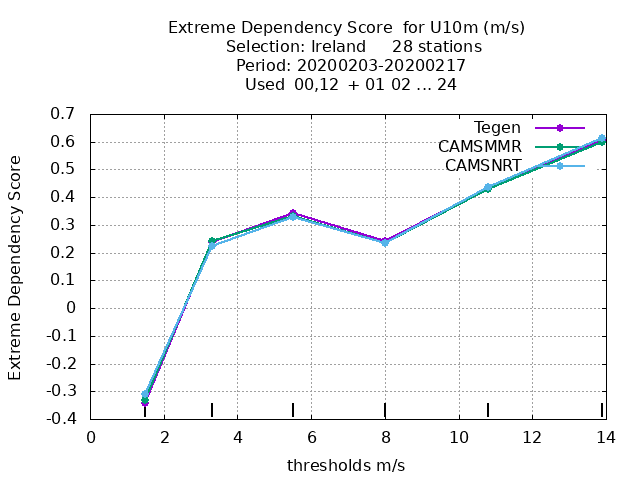 Extreme Dependency Score  for U10m (m/s)
Selection: Ireland     28 stations
Period: 20200203-20200217
Used  00,12  + 01 02 ... 24
Tegen
CAMSMMR
CAMSNRT
Extreme Dependency Score
0.7
0.6
0.5
0.4
0.3
0.2
0.1
0
-0.1
-0.2
-0.3
-0.4
0 2 4 6 8 10 12 14
thresholds m/s